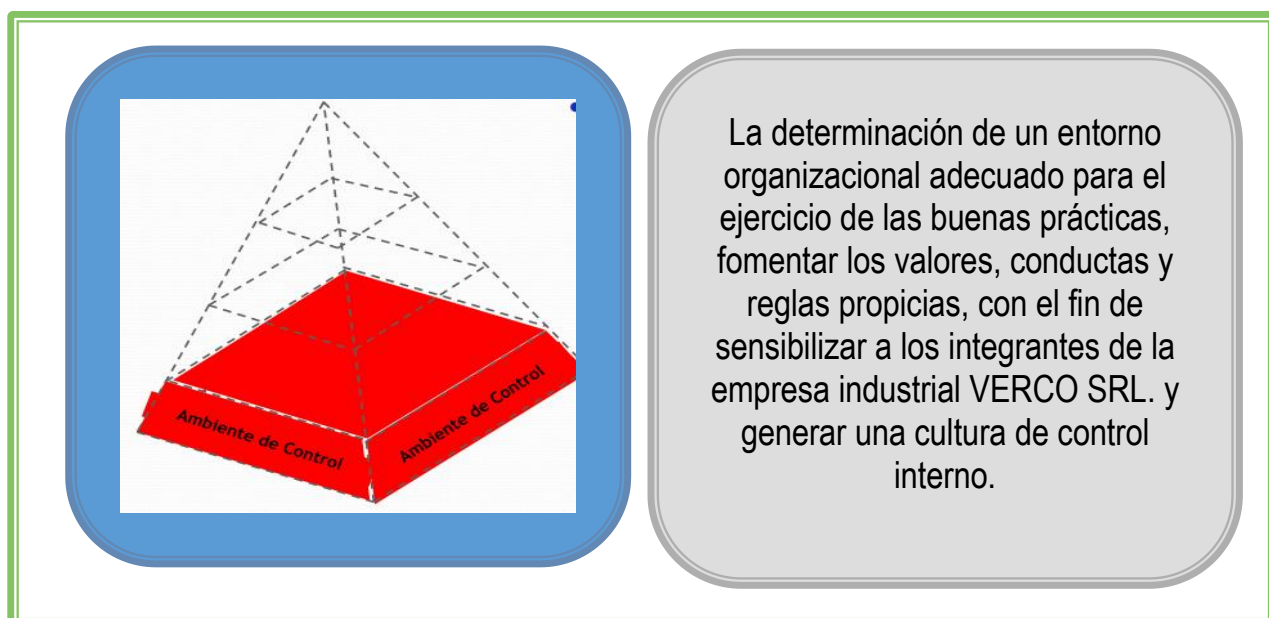 Ambiente de Control
Ambiente de Control
La determinación de un entorno
organizacional adecuado para el
ejercicio de las buenas prácticas,
fomentar los valores, conductas y
reglas propicias, con el fin de
sensibilizar a los integrantes de la
empresa industrial VERCO SRL. y
generar una cultura de control
interno.